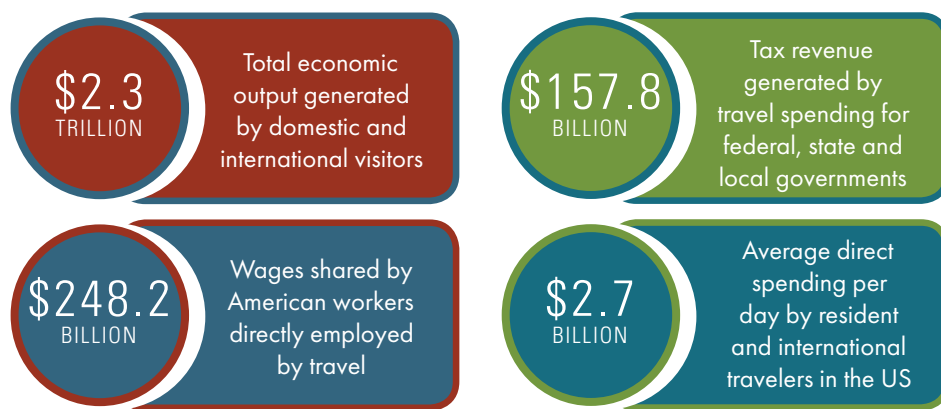 $2.3
TRILLION
Total economic
output generated
by domestic and
international visitors
$157.8
BILLION
Tax revenue
generated by
travel spending for
federal, state and
local governments
$248.2
BILLION
Wages shared by
American workers
directly employed
by travel
$2.7
BILLION
Average direct
spending per
day by resident
and international
travelers in the US